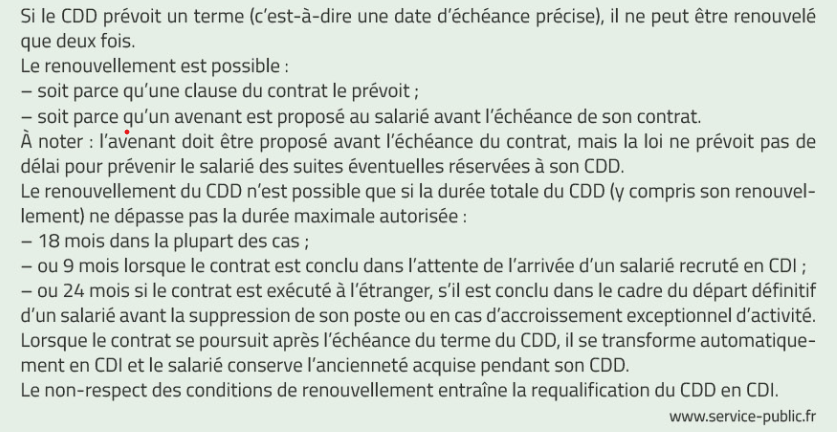 Si le CDD prévoit un terme (c’est-à-dire une date d’échéance précise), il ne peut être renouvelé
que deux fois.
Le renouvellement est possible :
– soit parce qu’une clause du contrat le prévoit ;
– soit parce qu’un avenant est proposé au salarié avant l’échéance de son contrat.
À noter : l’avenant doit être proposé avant l’échéance du contrat, mais la loi ne prévoit pas de
délai pour prévenir le salarié des suites éventuelles réservées à son CDD.
Le renouvellement du CDD n’est possible que si la durée totale du CDD (y compris son renouvel-
lement) ne dépasse pas la durée maximale autorisée :
– 18 mois dans la plupart des cas ;
– ou 9 mois lorsque le contrat est conclu dans l’attente de l’arrivée d’un salarié recruté en CDI ;
– ou 24 mois si le contrat est exécuté à l’étranger, s’il est conclu dans le cadre du départ définitif
d’un salarié avant la suppression de son poste ou en cas d’accroissement exceptionnel d’activité.
Lorsque le contrat se poursuit après l’échéance du terme du CDD, il se transforme automatique-
ment en CDI et le salarié conserve l’ancienneté acquise pendant son CDD.
Le non-respect des conditions de renouvellement entraîne la requalification du CDD en CDI.
www.service-public.fr